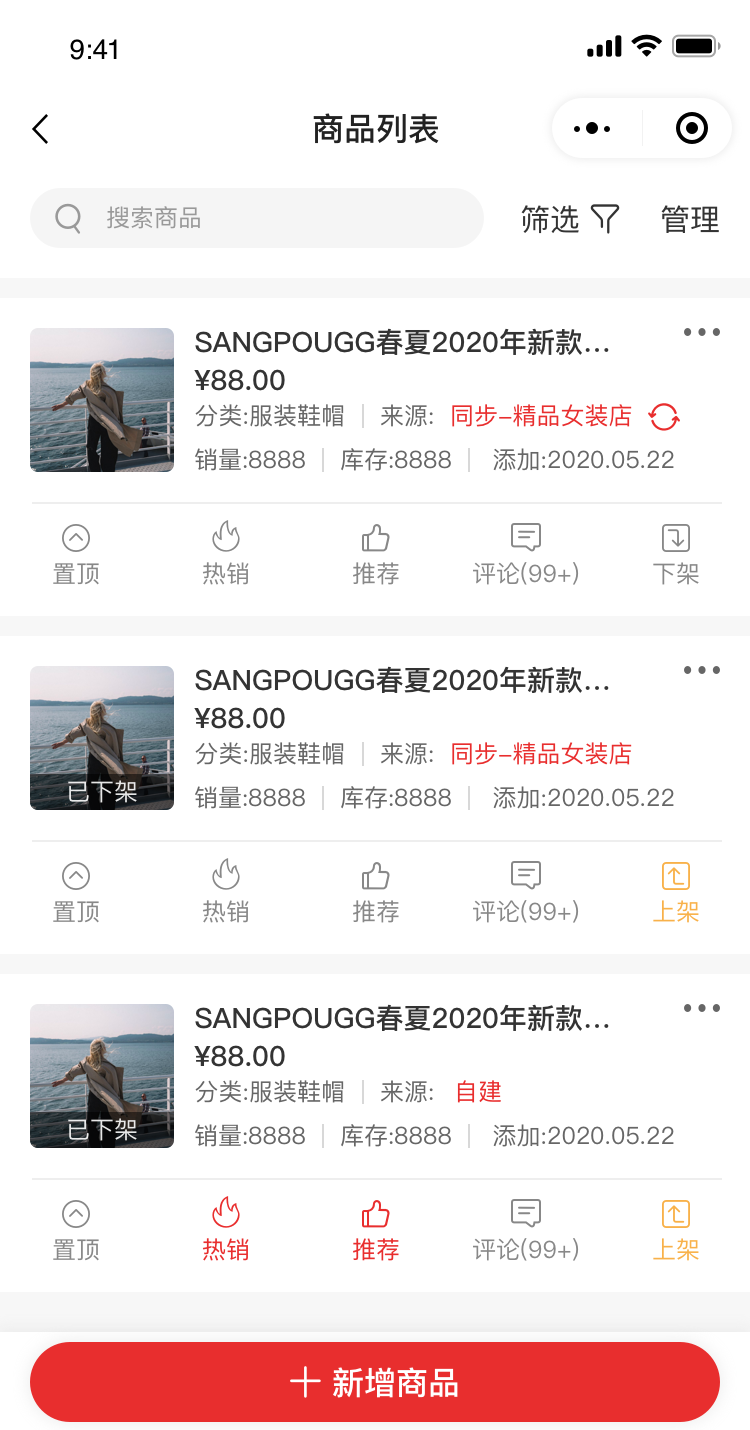 9:41
商品列表
搜索商品 筛选 管理
SANGPOUGG春夏2020年新款...
¥88.00
分类:服装鞋帽 来源: 同步-精品女装店
销量:8888 库存:8888 添加:2020.05.22
置顶 热销 推荐 评论(99+) 下架
SANGPOUGG春夏2020年新款...
¥88.00
分类:服装鞋帽 来源: 同步-精品女装店
已下架 销量:8888 库存:8888 添加:2020.05.22
置顶 热销 推荐 评论(99+) 上架
SANGPOUGG春夏2020年新款...
¥88.00
分类:服装鞋帽 来源: 自建
已下架 销量:8888 库存:8888 添加:2020.05.22
置顶 热销 推荐 评论(99+) 上架
新增商品